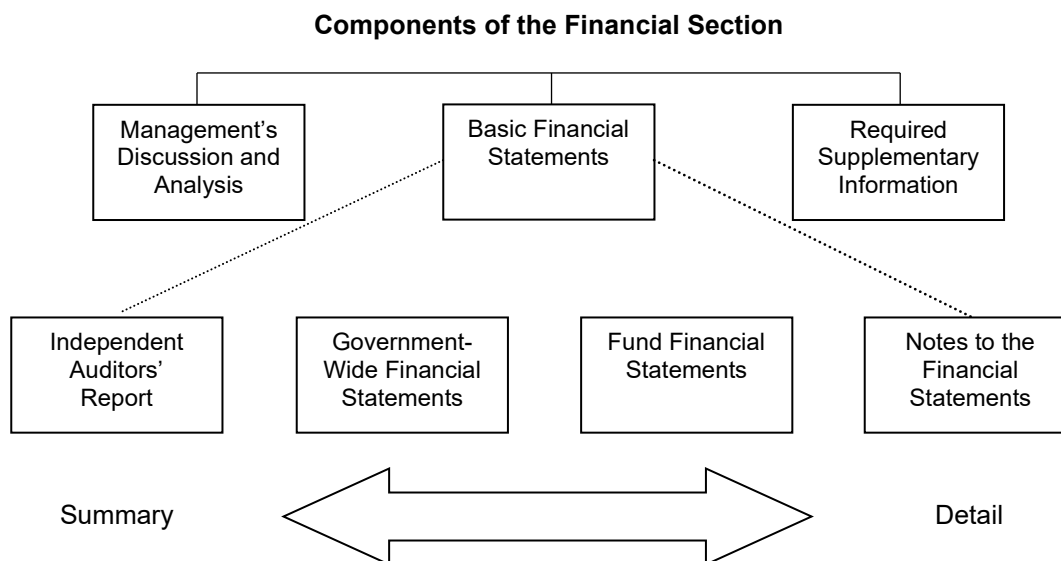 Components of the Financial Section
Management’s
Discussion and
Analysis
Basic Financial
Statements
Required
Supplementary
Information
Independent
Auditors’
Report
Government-
Wide Financial
Statements
Fund Financial
Statements
Notes to the
Financial
Statements
Summary
Detail